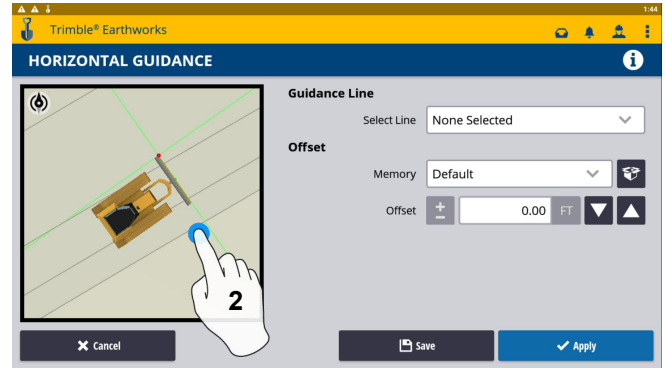 1:44
Trimble® Earthworks
HORIZONTAL GUIDANCE
Guidance Line
Select Line None Selected
Offset
Memory Default
Offset ± 0.00 FT
2
Cancel Save Apply